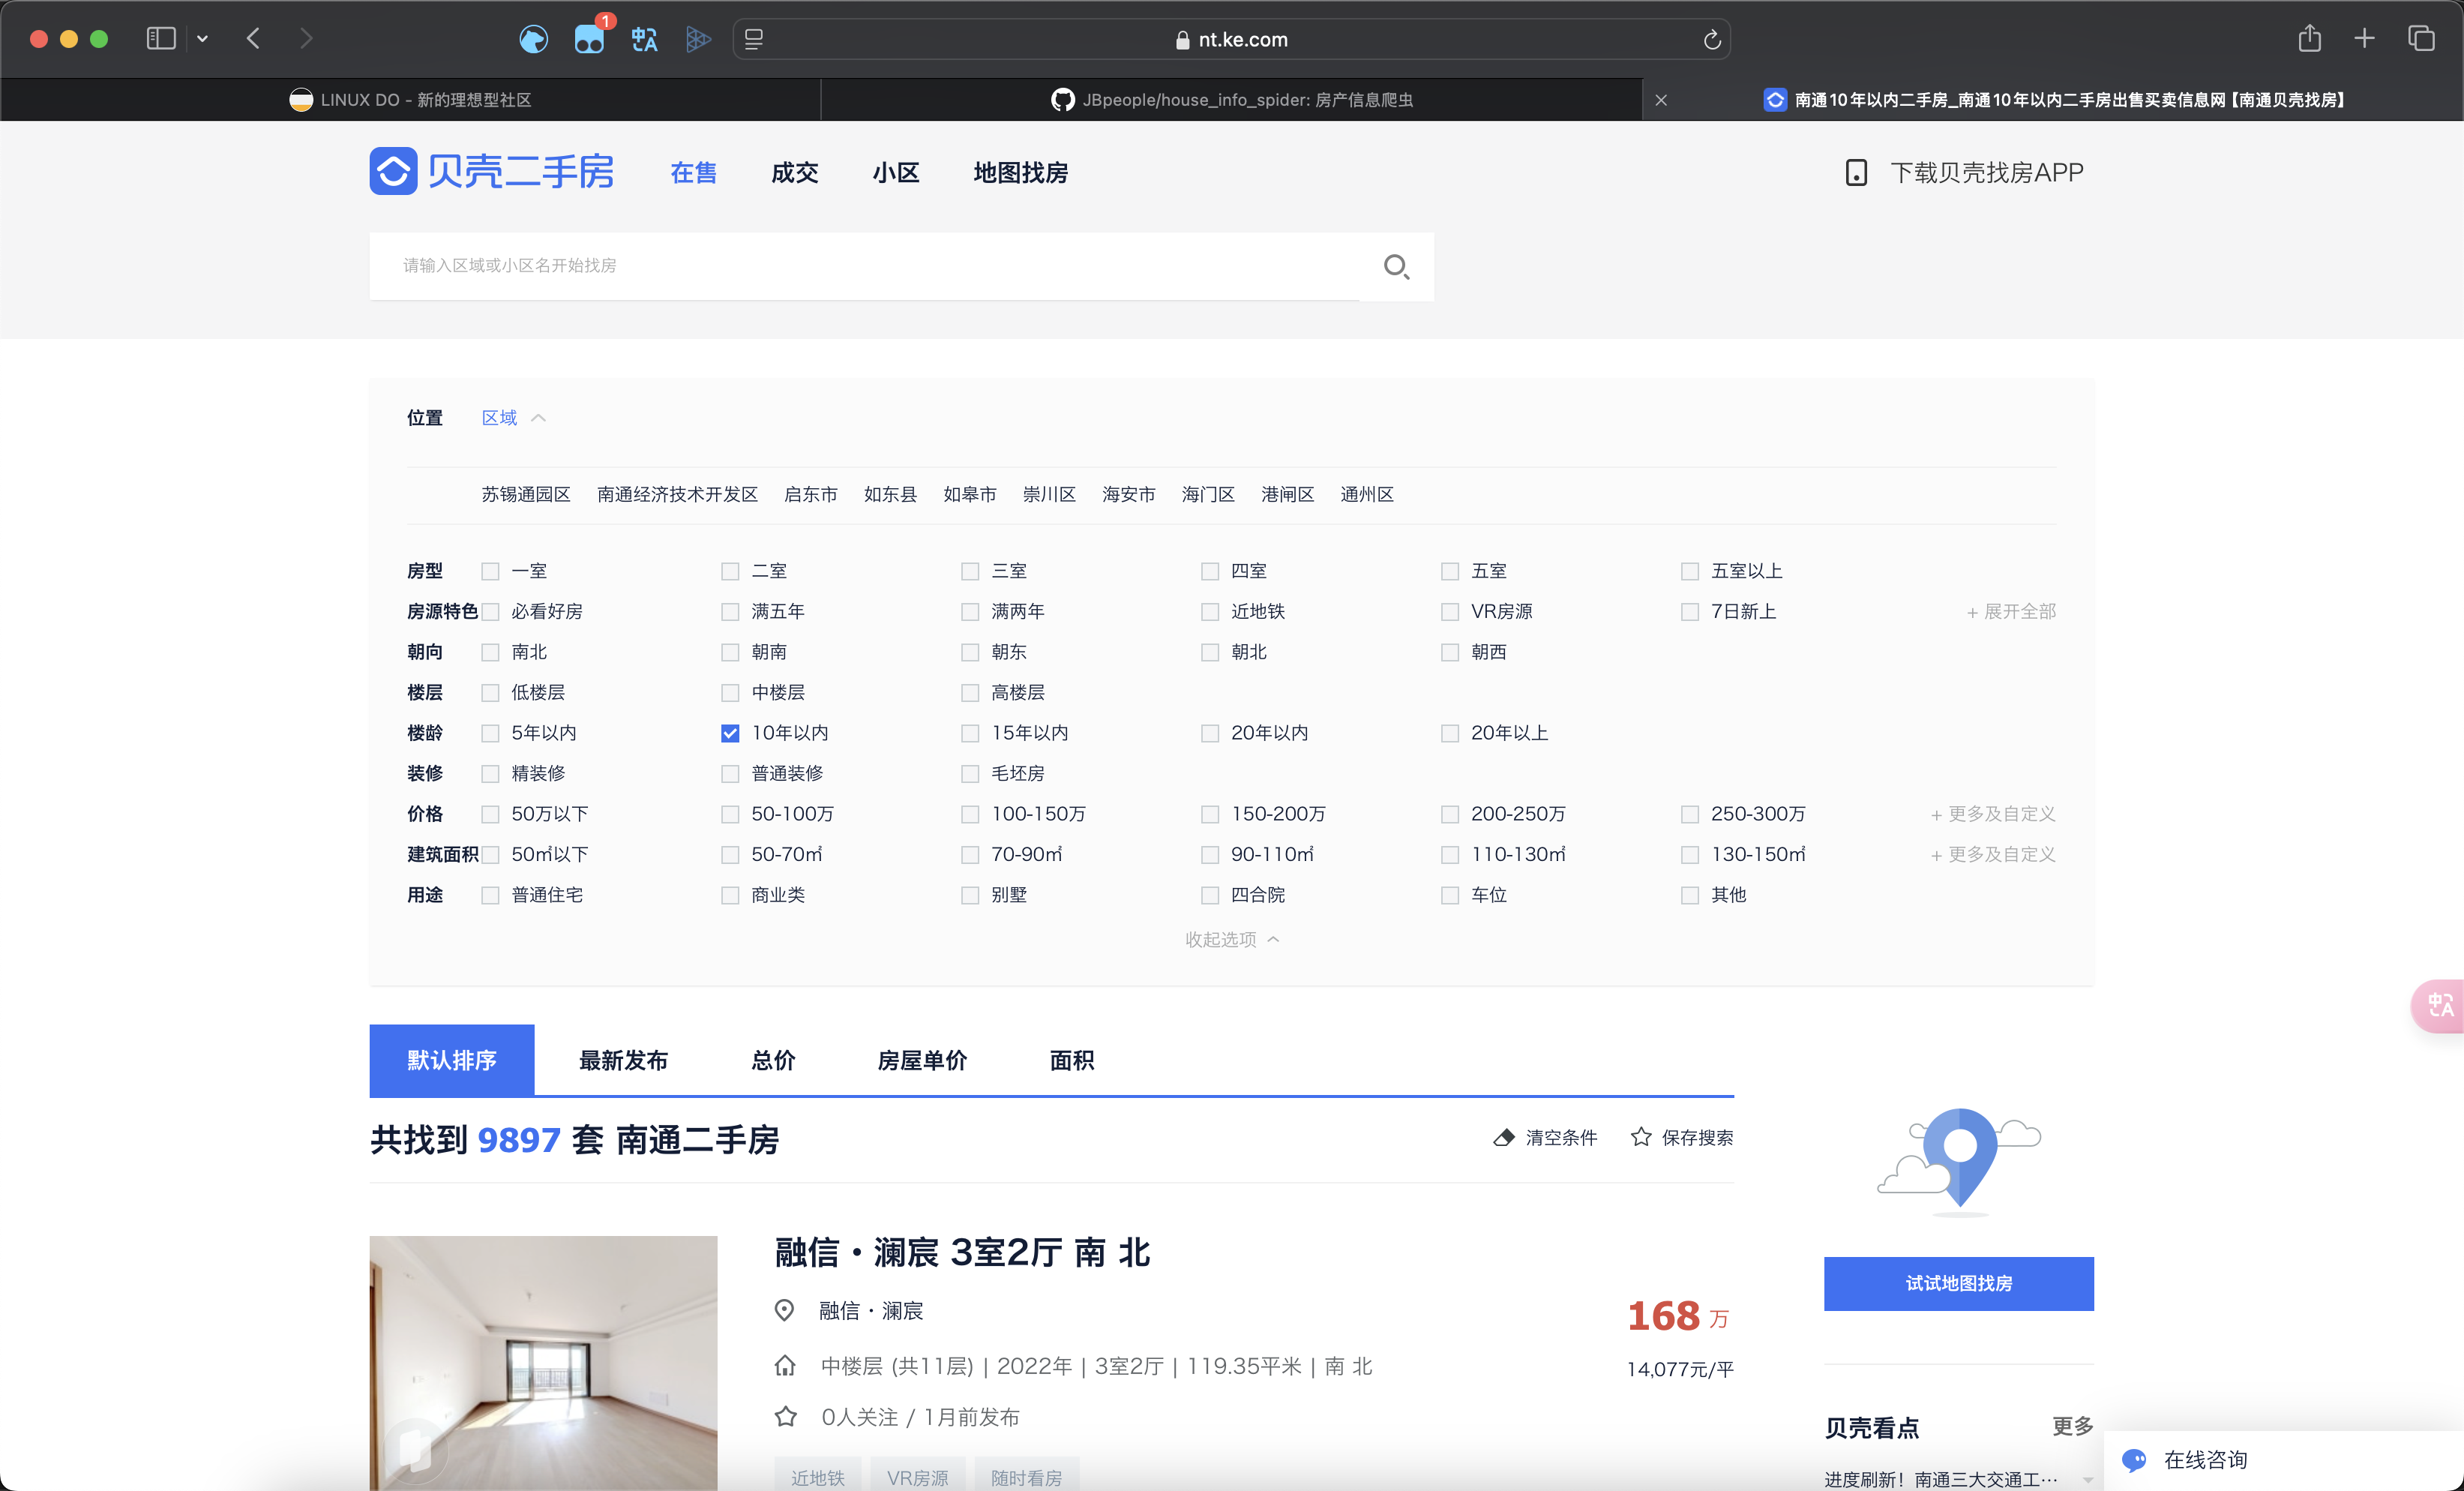 1
nt.ke.com
LINUX DO - 新的理想型社区
JBpeople/house_info_spider: 房产信息爬虫
南通10年以内二手房_南通10年以内二手房出售买卖信息网【南通贝壳找房】
贝壳二手房
在售 成交 小区 地图找房
下载贝壳找房APP
请输入区域或小区名开始找房
位置 区域
苏锡通园区 南通经济技术开发区 启东市 如东县 如皋市 崇川区 海安市 海门区 港闸区 通州区
房型 一室 二室 三室 四室 五室 五室以上
房源特色 必看好房 满五年 满两年 近地铁 VR房源 7日新上 + 展开全部
朝向 南北 朝南 朝东 朝北 朝西
楼层 低楼层 中楼层 高楼层
楼龄 5年以内 10年以内 15年以内 20年以内 20年以上
装修 精装修 普通装修 毛坯房
价格 50万以下 50-100万 100-150万 150-200万 200-250万 250-300万 + 更多及自定义
建筑面积 50㎡以下 50-70㎡ 70-90㎡ 90-110㎡ 110-130㎡ 130-150㎡ + 更多及自定义
用途 普通住宅 商业类 别墅 四合院 车位 其他
收起选项
默认排序 最新发布 总价 房屋单价 面积
共找到 9897 套 南通二手房
清空条件 保存搜索
融信·澜宸 3室2厅 南 北
融信·澜宸
168 万
中楼层 (共11层) | 2022年 | 3室2厅 | 119.35平米 | 南 北
14,077元/平
0人关注 / 1月前发布
近地铁 VR房源 随时看房
试试地图找房
贝壳看点 更多
进度刷新！南通三大交通工…
在线咨询